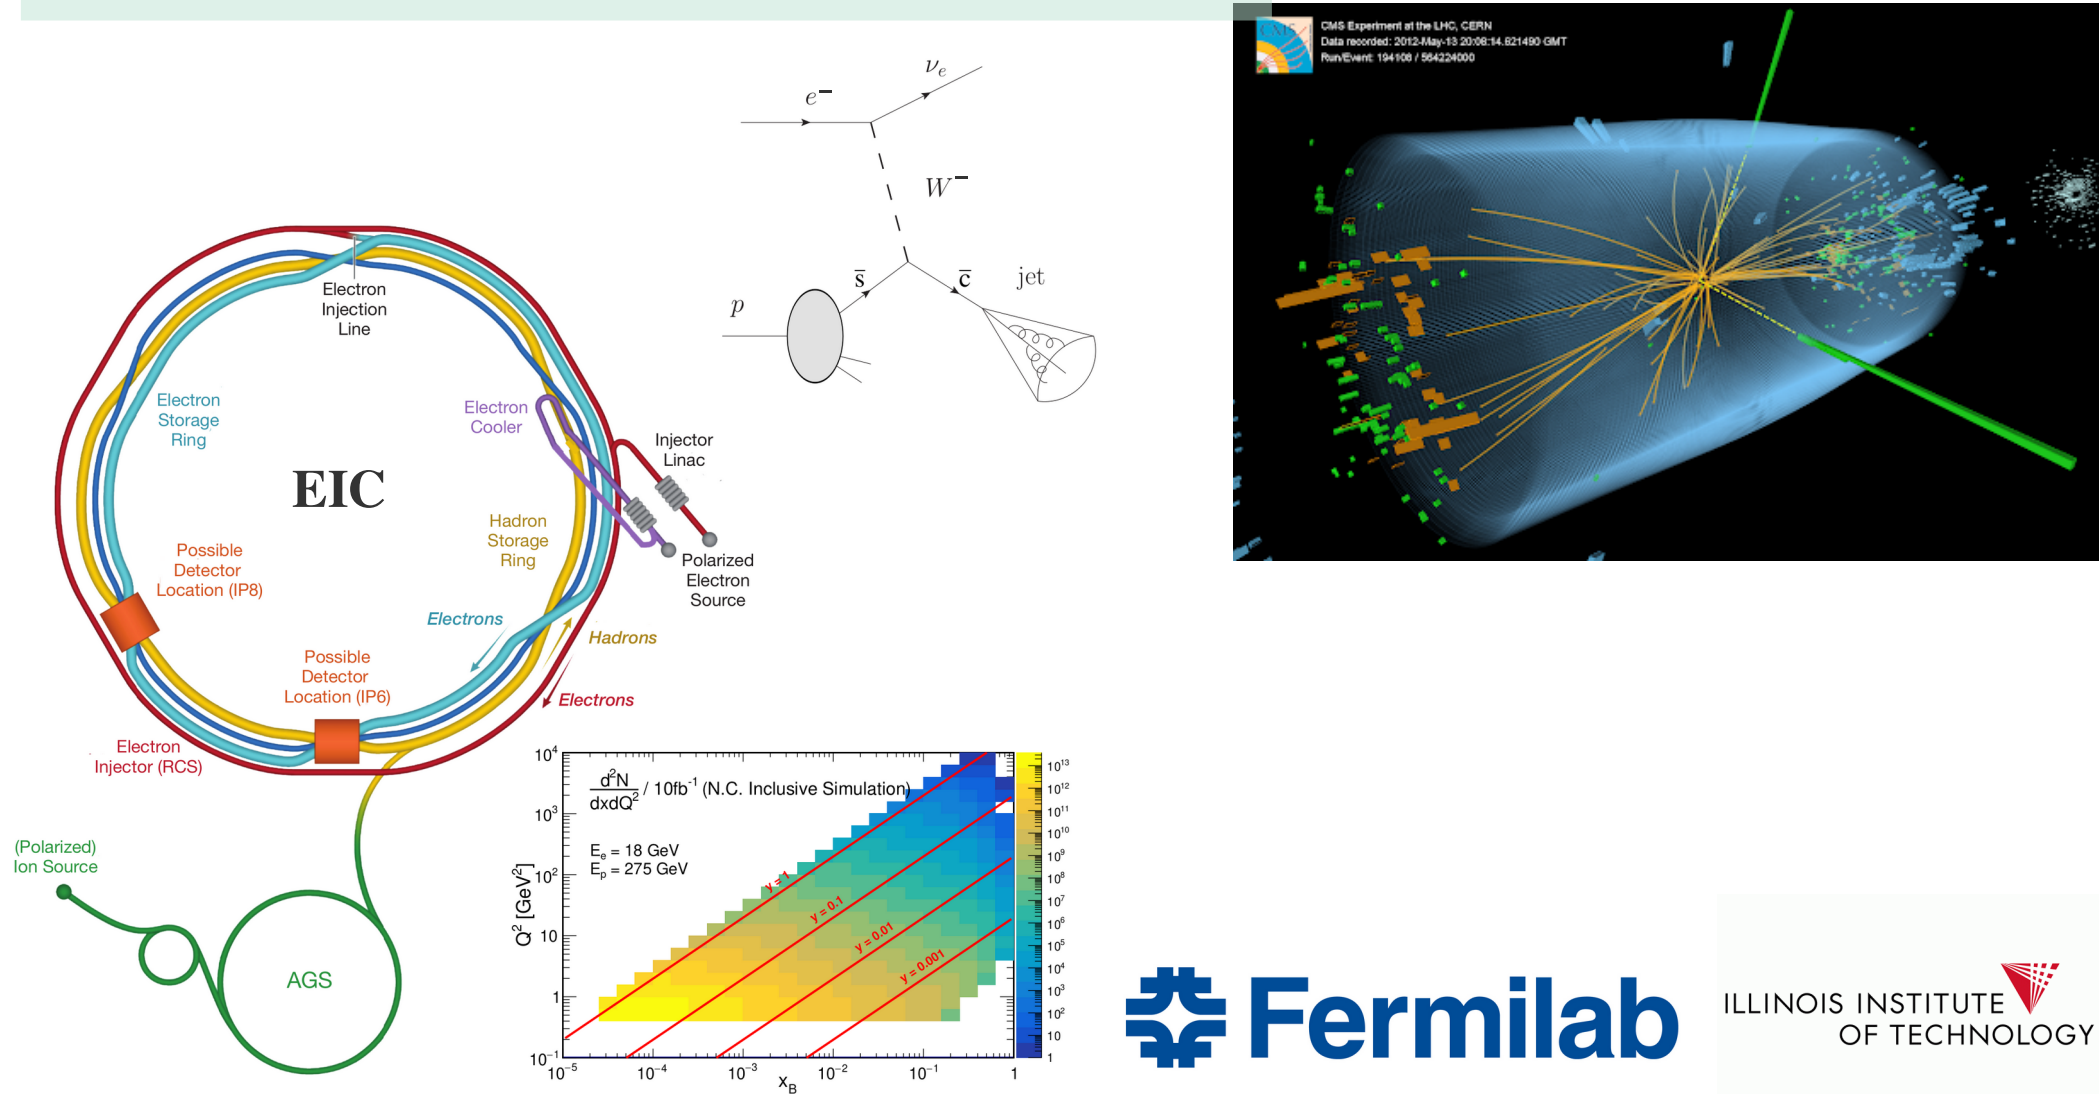 CMS Experiment at the LHC, CERN
Data recorded: 2012-May-13 20:08:14.621490 GMT
Run/Event: 194108 / 564224000
e−
νe
W−
s̄
c̄
jet
p
Electron
Injection
Line
Electron
Storage
Ring
Electron
Cooler
Injector
Linac
EIC
Hadron
Storage
Ring
Possible
Detector
Location (IP8)
Polarized
Electron
Source
Electrons
Hadrons
Possible
Detector
Location (IP6)
Electrons
Electron
Injector (RCS)
(Polarized)
Ion Source
AGS
d²N
dxdQ²
/ 10fb⁻¹ (N.C. Inclusive Simulation)
Ee = 18 GeV
Ep = 275 GeV
y = 1
y = 0.1
y = 0.01
y = 0.001
Q² [GeV²]
10⁴
10³
10²
10
1
10⁻¹
10⁻⁵ 10⁻⁴ 10⁻³ 10⁻² 10⁻¹ 1
xB
10¹³
10¹²
10¹¹
10¹⁰
10⁹
10⁸
10⁷
10⁶
10⁵
10⁴
10³
10²
10
1
Fermilab
ILLINOIS INSTITUTE
OF TECHNOLOGY